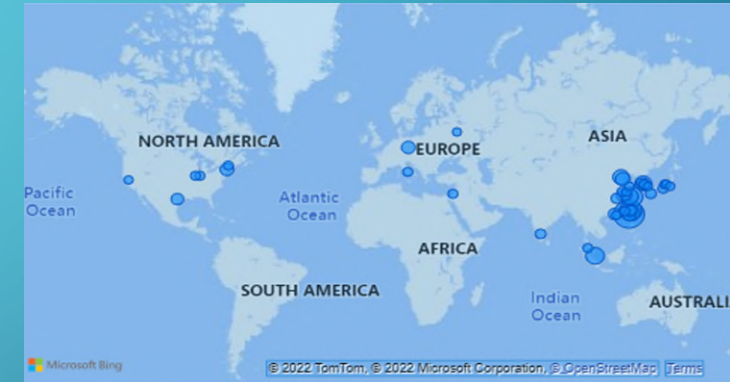 NORTH AMERICA
ASIA
EUROPE
Pacific
Ocean
Atlantic
Ocean
AFRICA
SOUTH AMERICA
Indian
Ocean
AUSTRALI
Microsoft Bing
© 2022 TomTom, © 2022 Microsoft Corporation, © OpenStreetMap Terms